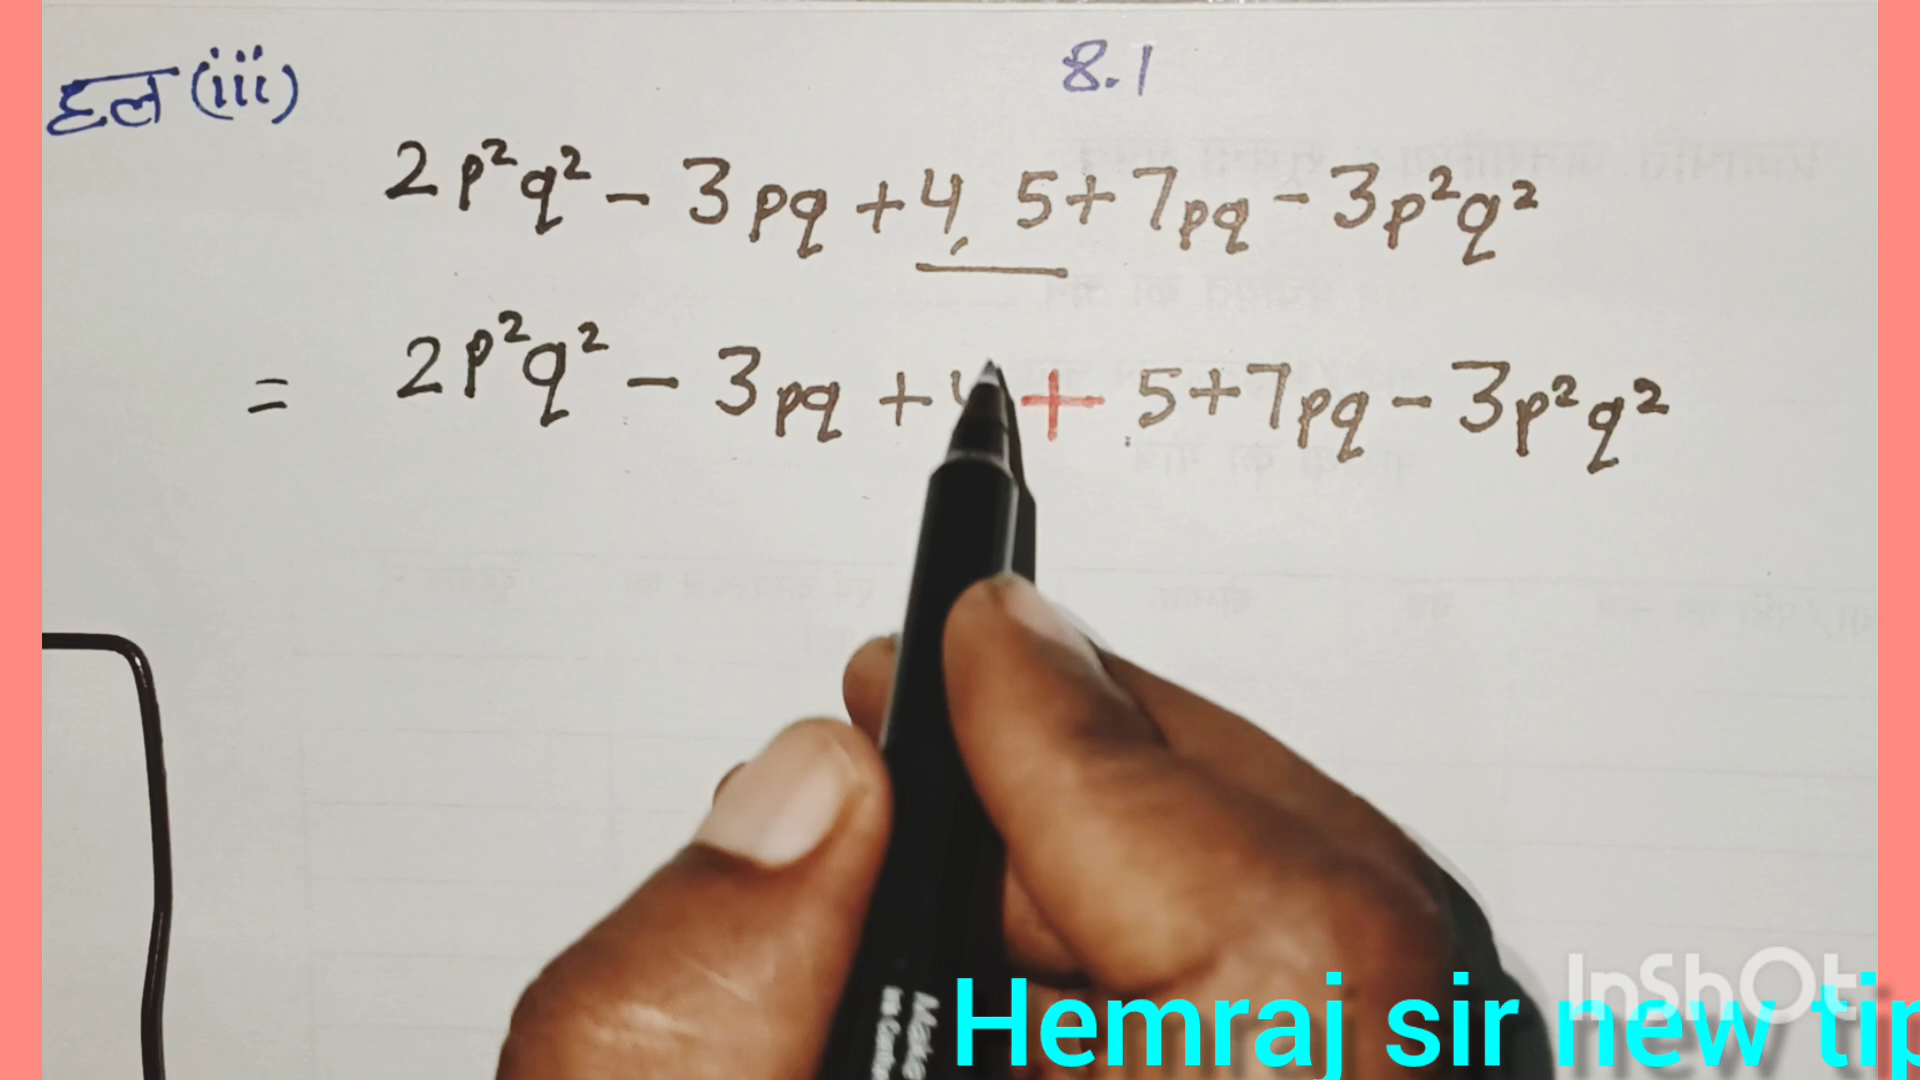 हल (iii)
8.1
2p²q² - 3pq + 4, 5 + 7pq - 3p²q²
= 2p²q² - 3pq + 4 + 5 + 7pq - 3p²q²
InShOt
Hemraj sir new tip